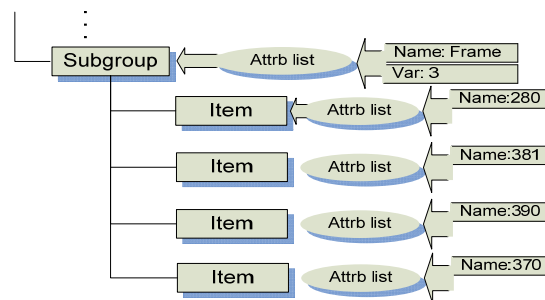 Subgroup
Attrb list
Name: Frame
Var: 3
Item
Attrb list
Name:280
Item
Attrb list
Name:381
Item
Attrb list
Name:390
Item
Attrb list
Name:370